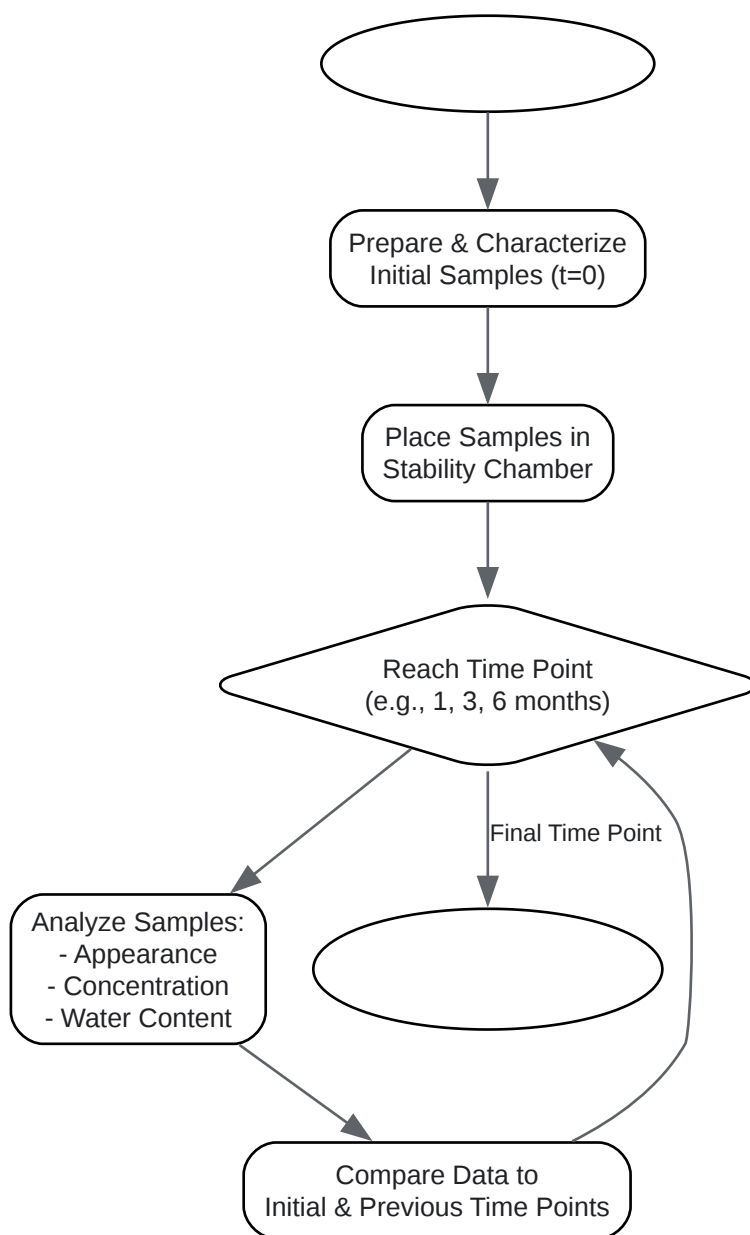 Prepare & Characterize
Initial Samples (t=0)
Place Samples in
Stability Chamber
Reach Time Point
(e.g., 1, 3, 6 months)
Final Time Point
Analyze Samples:
- Appearance
- Concentration
- Water Content
Compare Data to
Initial & Previous Time Points